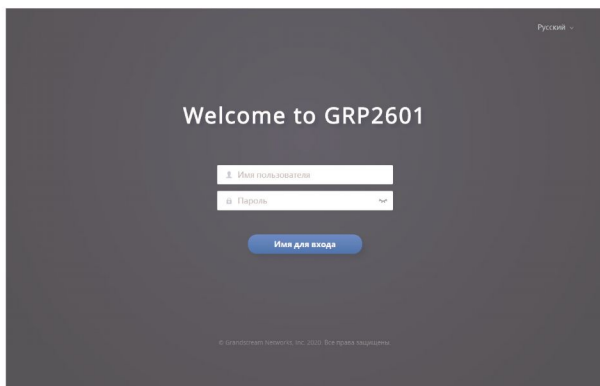 Русский
Welcome to GRP2601
Имя пользователя
Пароль
Имя для входа
© Grandstream Networks, Inc. 2020. Все права защищены.